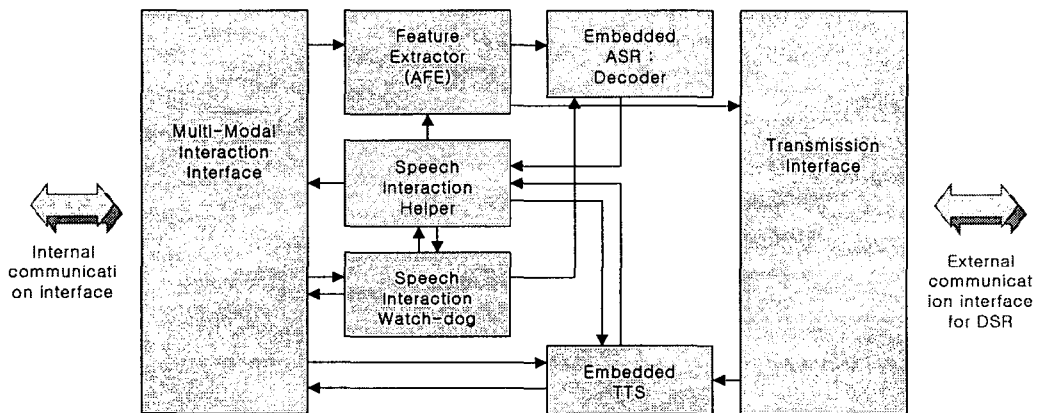 Feature
Extractor
(AFE)
Embedded
ASR :
Decoder
Multi-Modal
Interaction
Interface
Transmission
Interface
Speech
Interaction
Helper
Internal
communicati
on interface
Speech
Interaction
Watch-dog
External
communicat
ion interface
for DSR
Embedded
TTS